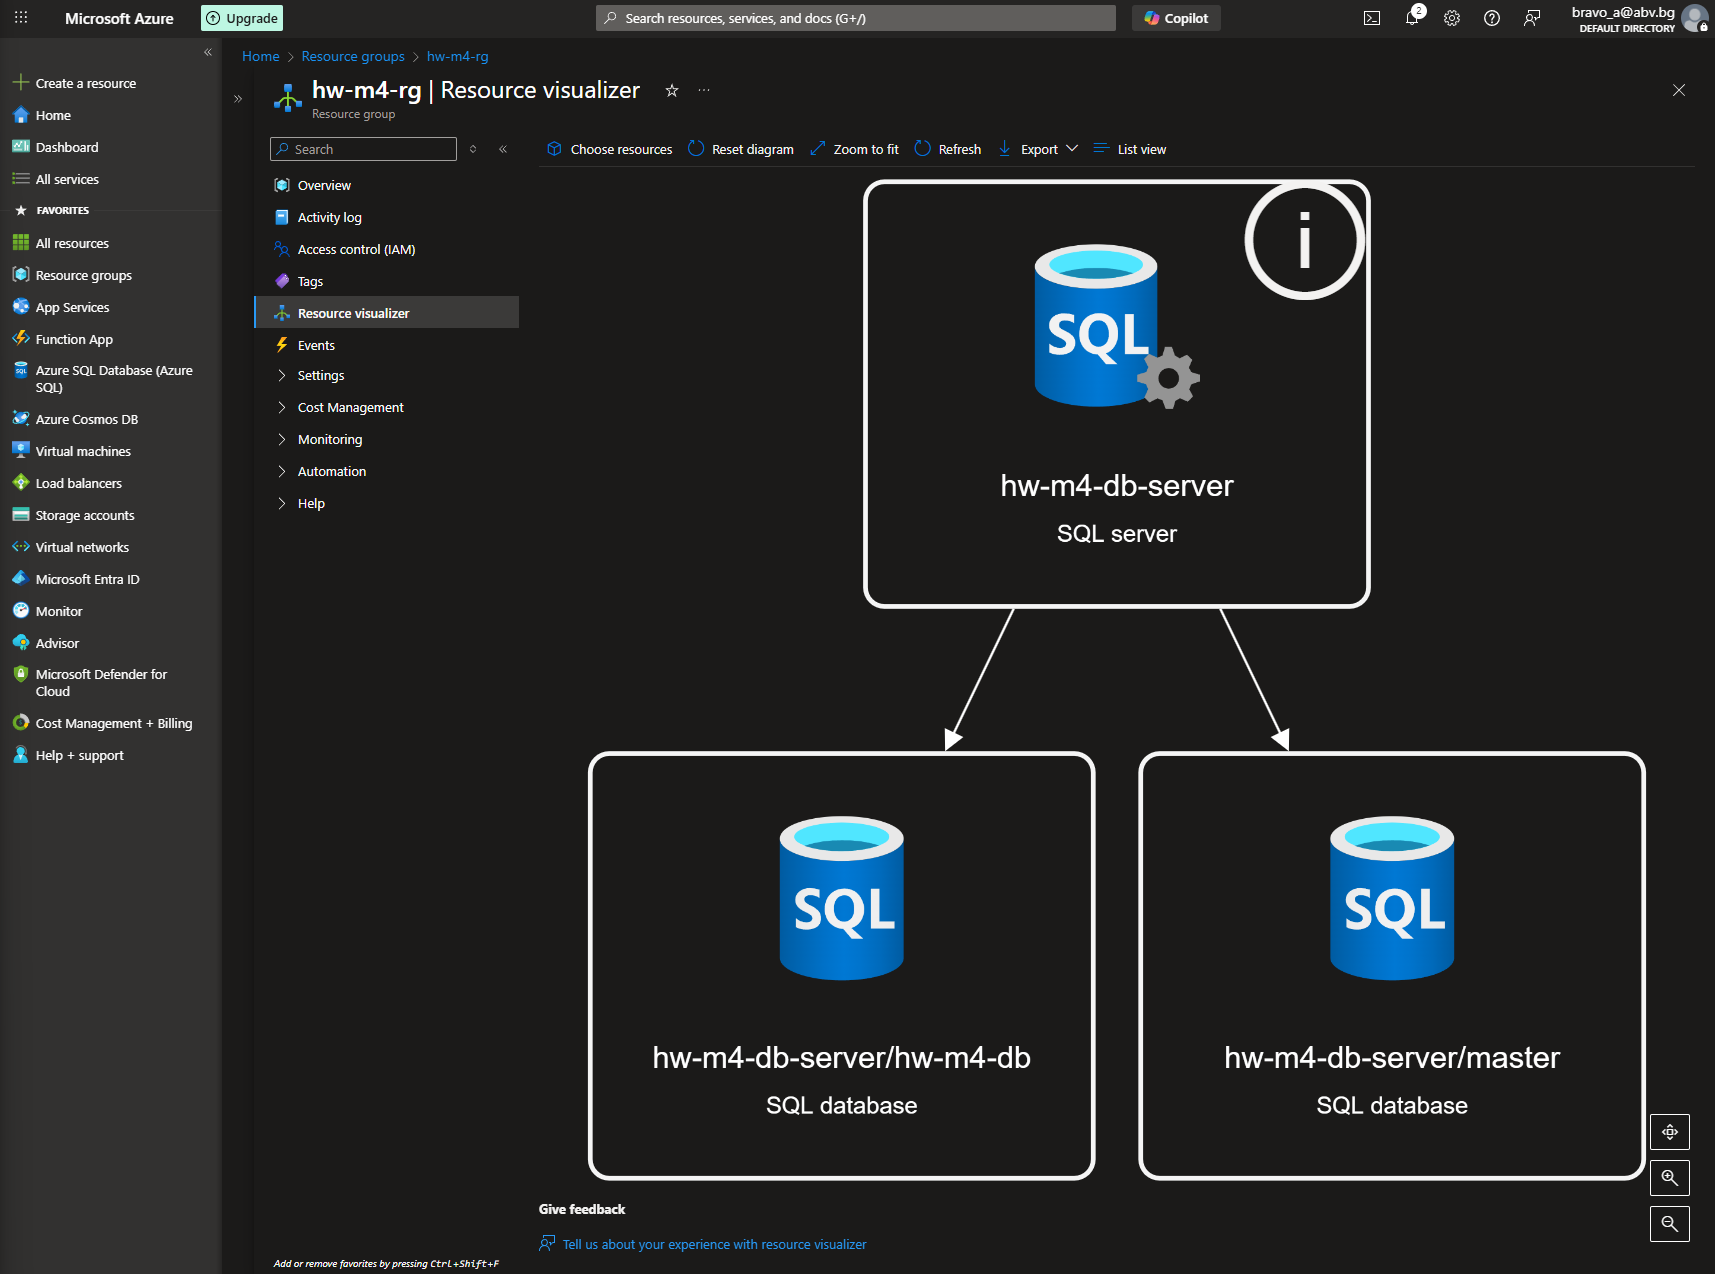 Microsoft Azure
Upgrade
Search resources, services, and docs (G+/)
Copilot
2
bravo_a@abv.bg
DEFAULT DIRECTORY
Create a resource
Home
Dashboard
All services
FAVORITES
All resources
Resource groups
App Services
Function App
SQL
Azure SQL Database (Azure
SQL)
Azure Cosmos DB
Virtual machines
Load balancers
Storage accounts
Virtual networks
Microsoft Entra ID
Monitor
Advisor
Microsoft Defender for
Cloud
Cost Management + Billing
Help + support
Home > Resource groups > hw-m4-rg
hw-m4-rg | Resource visualizer
Resource group
Search
Overview
Activity log
Access control (IAM)
Tags
Resource visualizer
Events
Settings
Cost Management
Monitoring
Automation
Help
Add or remove favorites by pressing Ctrl+Shift+F
Choose resources
Reset diagram
Zoom to fit
Refresh
Export
List view
i
SQL
hw-m4-db-server
SQL server
SQL
hw-m4-db-server/hw-m4-db
SQL database
SQL
hw-m4-db-server/master
SQL database
Give feedback
Tell us about your experience with resource visualizer